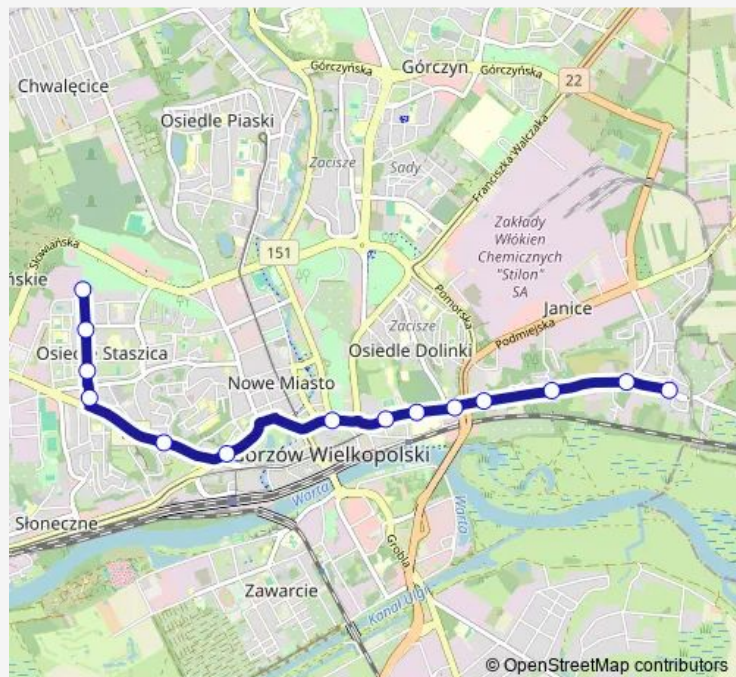 Chwalęcice
Górczyńska
Górczyn
Górczyńska
22
Osiedle Piaski
Zacisze
Sady
Franciszka Walczaka
Słowiańska
151
Zakłady
Włókien
Chemicznych
"Stilon"
SA
ńskie
Pomorska
Janice
Zacisze
Podmiejska
Osiedle Staszica
Osiedle Dolinki
Nowe Miasto
Gorzów Wielkopolski
Warta
Warta
Słoneczne
Grobla
Zawarcie
Kanał Ulgi
© OpenStreetMap contributors